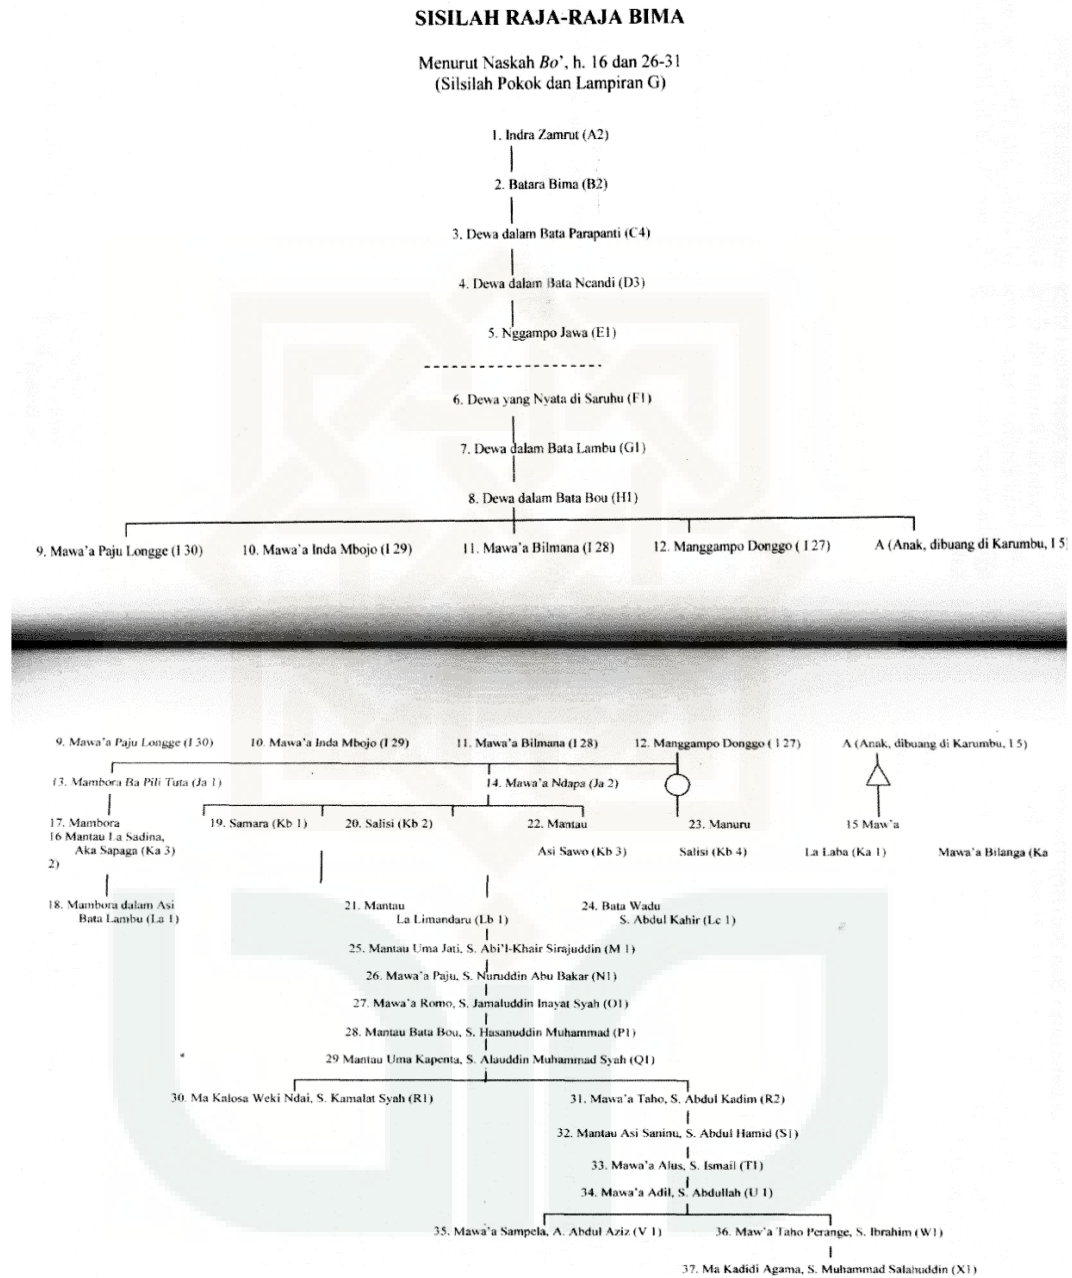 SISILAH RAJA-RAJA BIMA
Menurut Naskah Bo', h. 16 dan 26-31
(Silsilah Pokok dan Lampiran G)
1. Indra Zamrut (A2)
2. Batara Bima (B2)
3. Dewa dalam Bata Parapanti (C4)
4. Dewa dalam Bata Ncandi (D3)
5. Nggampo Jawa (E1)
6. Dewa yang Nyata di Saruhu (F1)
7. Dewa dalam Bata Lambu (G1)
8. Dewa dalam Bata Bou (H1)
9. Mawa'a Paju Longge (I 30) 10. Mawa'a Inda Mbojo (I 29) 11. Mawa'a Bilmana (I 28) 12. Manggampo Donggo ( I 27) A (Anak, dibuang di Karumbu, I 5)
9. Mawa'a Paju Longge (I 30) 10. Mawa'a Inda Mbojo (I 29) 11. Mawa'a Bilmana (I 28) 12. Manggampo Donggo ( I 27) A (Anak, dibuang di Karumbu, I 5)
13. Mambora Ba Pili Tuta (Ja 1) 14. Mawa'a Ndapa (Ja 2)
17. Mambora 19. Samara (Kb 1) 20. Salisi (Kb 2) 22. Mantau 23. Manuru 15 Maw'a
16 Mantau La Sadina,
Aka Sapaga (Ka 3) Asi Sawo (Kb 3) Salisi (Kb 4) La Laba (Ka 1) Mawa'a Bilanga (Ka
2)
18. Mambora dalam Asi 21. Mantau 24. Bata Wadu
Bata Lambu (La 1) La Limandaru (Lb 1) S. Abdul Kahir (Lc 1)
25. Mantau Uma Jati, S. Abi'l-Khair Sirajuddin (M 1)
26. Mawa'a Paju, S. Nuruddin Abu Bakar (N1)
27. Mawa'a Romo, S. Jamaluddin Inayat Syah (O1)
28. Mantau Bata Bou, S. Hasanuddin Muhammad (P1)
29 Mantau Uma Kapenta, S. Alauddin Muhammad Syah (Q1)
30. Ma Kalosa Weki Ndai, S. Kamalat Syah (R1) 31. Mawa'a Taho, S. Abdul Kadim (R2)
32. Mantau Asi Saninu, S. Abdul Hamid (S1)
33. Mawa'a Alus, S. Ismail (T1)
34. Mawa'a Adil, S. Abdullah (U 1)
35. Mawa'a Sampela, A. Abdul Aziz (V 1) 36. Maw'a Taho Perange, S. Ibrahim (W1)
37. Ma Kadidi Agama, S. Muhammad Salahuddin (X1)